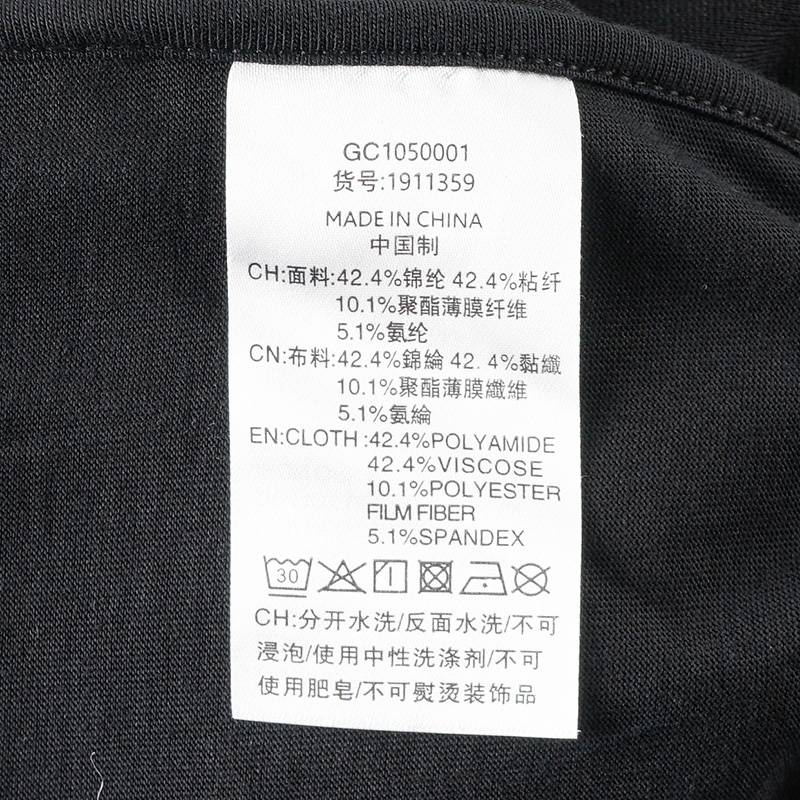 GC1050001
货号:1911359
MADE IN CHINA
中国制
CH:面料:42.4%锦纶 42.4%粘纤
10.1%聚酯薄膜纤维
5.1%氨纶
CN:布料:42.4%錦綸 42.4%黏纖
10.1%聚酯薄膜纖維
5.1%氨綸
EN:CLOTH:42.4%POLYAMIDE
42.4%VISCOSE
10.1%POLYESTER
FILM FIBER
5.1%SPANDEX
30
CH:分开水洗/反面水洗/不可
浸泡/使用中性洗涤剂/不可
使用肥皂/不可熨烫装饰品